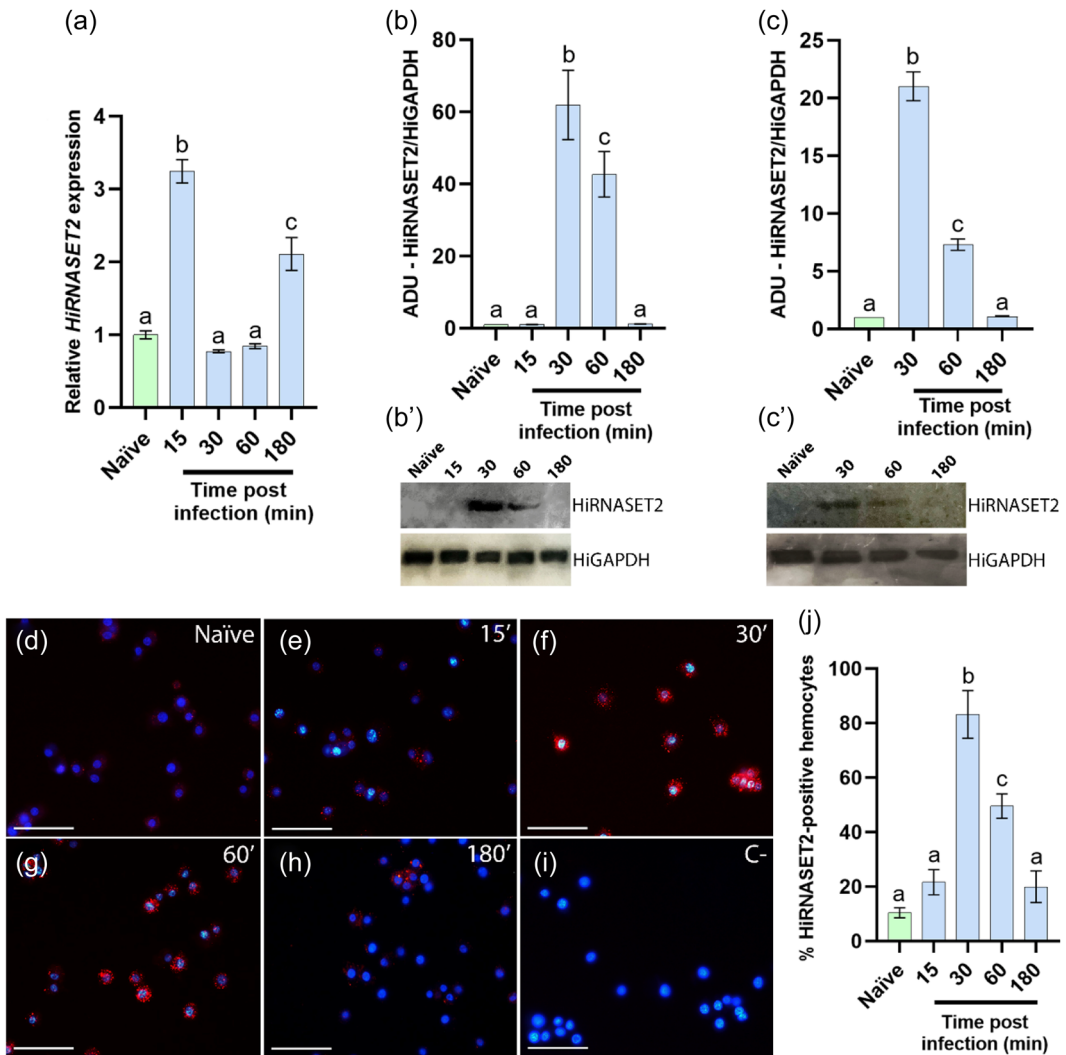 (a)
Relative HiRNASET2 expression
4
3
2
1
0
a
b
a
a
c
Naïve
15
30
60
180
Time post
infection (min)
(b)
ADU - HiRNASET2/HiGAPDH
80
60
40
20
0
a
a
b
c
a
Naïve
15
30
60
180
Time post
infection (min)
(c)
ADU - HiRNASET2/HiGAPDH
25
20
15
10
5
0
a
b
c
a
Naïve
30
60
180
Time post
infection (min)
(b’)
Naïve
15
30
60
180
HiRNASET2
HiGAPDH
(c’)
Naïve
30
60
180
HiRNASET2
HiGAPDH
(d)
Naïve
(e)
15’
(f)
30’
(g)
60’
(h)
180’
(i)
C-
(j)
% HiRNASET2-positive hemocytes
100
80
60
40
20
0
a
a
b
c
a
Naïve
15
30
60
180
Time post
infection (min)